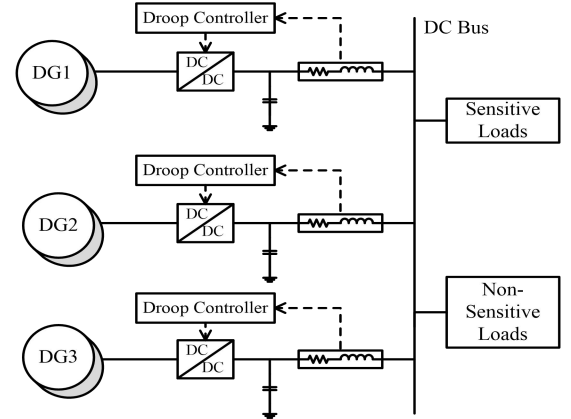 Droop Controller
DC Bus
DG1
DC
DC
Sensitive
Loads
Droop Controller
DG2
DC
DC
Non-
Sensitive
Loads
Droop Controller
DG3
DC
DC